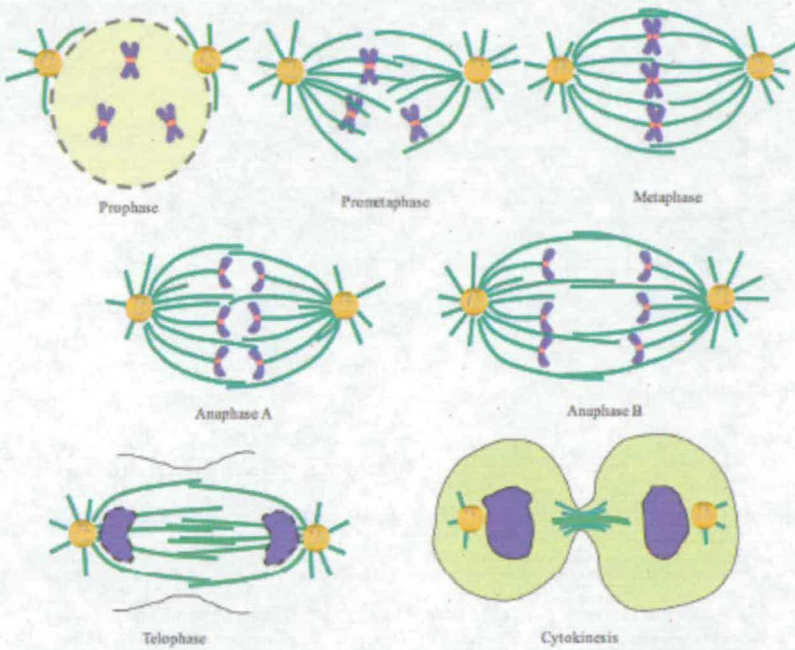 Prophase
Prometaphase
Metaphase
Anaphase A
Anaphase B
Telophase
Cytokinesis